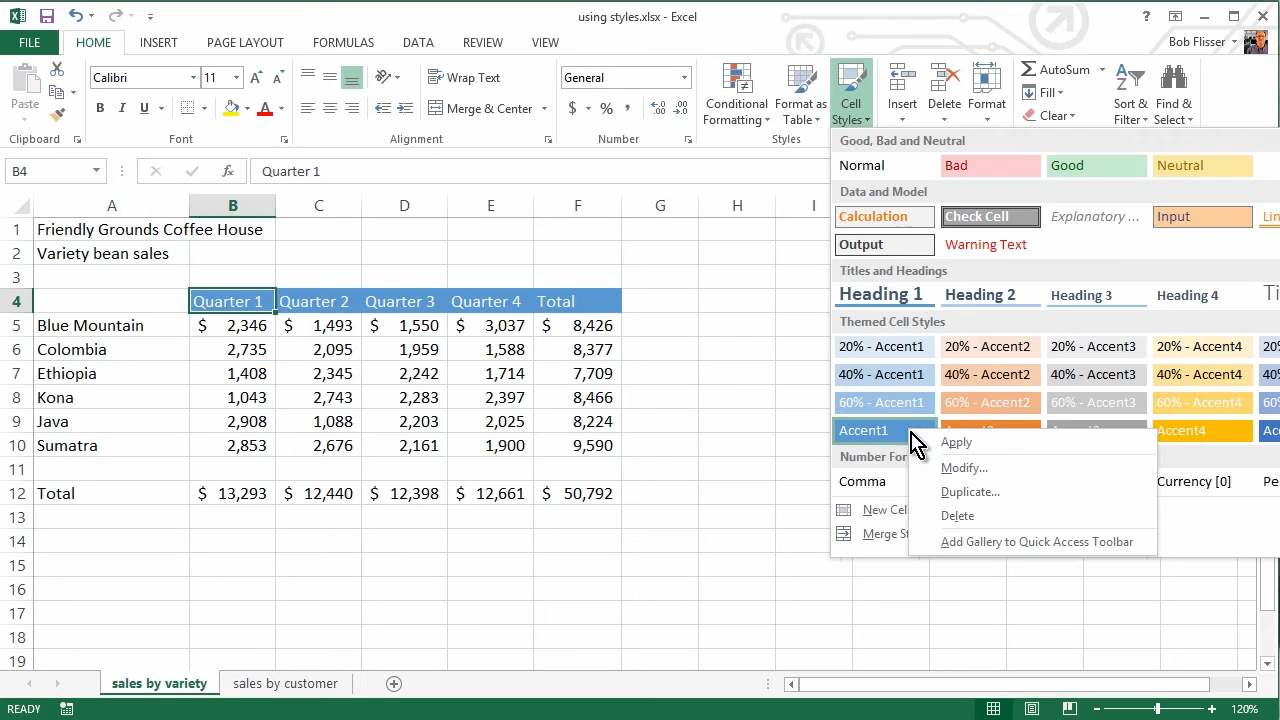 using styles.xlsx - Excel
FILE HOME INSERT PAGE LAYOUT FORMULAS DATA REVIEW VIEW Bob Flisser
Calibri 11 Wrap Text General AutoSum
Paste B I U Merge & Center $ % Conditional Formatting Format as Table Cell Styles Insert Delete Format Fill Clear Sort & Filter Find & Select
Clipboard Font Alignment Number Styles
B4 fx Quarter 1
A B C D E F G H I
1 Friendly Grounds Coffee House
2 Variety bean sales
3
4 Quarter 1 Quarter 2 Quarter 3 Quarter 4 Total
5 Blue Mountain $ 2,346 $ 1,493 $ 1,550 $ 3,037 $ 8,426
6 Colombia 2,735 2,095 1,959 1,588 8,377
7 Ethiopia 1,408 2,345 2,242 1,714 7,709
8 Kona 1,043 2,743 2,283 2,397 8,466
9 Java 2,908 1,088 2,203 2,025 8,224
10 Sumatra 2,853 2,676 2,161 1,900 9,590
11
12 Total $ 13,293 $ 12,440 $ 12,398 $ 12,661 $ 50,792
13
14
15
16
17
18
19
Good, Bad and Neutral
Normal Bad Good Neutral
Data and Model
Calculation Check Cell Explanatory ... Input
Output Warning Text
Titles and Headings
Heading 1 Heading 2 Heading 3 Heading 4
Themed Cell Styles
20% - Accent1 20% - Accent2 20% - Accent3 20% - Accent4
40% - Accent1 40% - Accent2 40% - Accent3 40% - Accent4
60% - Accent1 60% - Accent2 60% - Accent3 60% - Accent4
Accent1 Accent4
Number For
Comma Currency [0]
New Cel
Merge St
Apply
Modify...
Duplicate...
Delete
Add Gallery to Quick Access Toolbar
sales by variety sales by customer
READY 120%